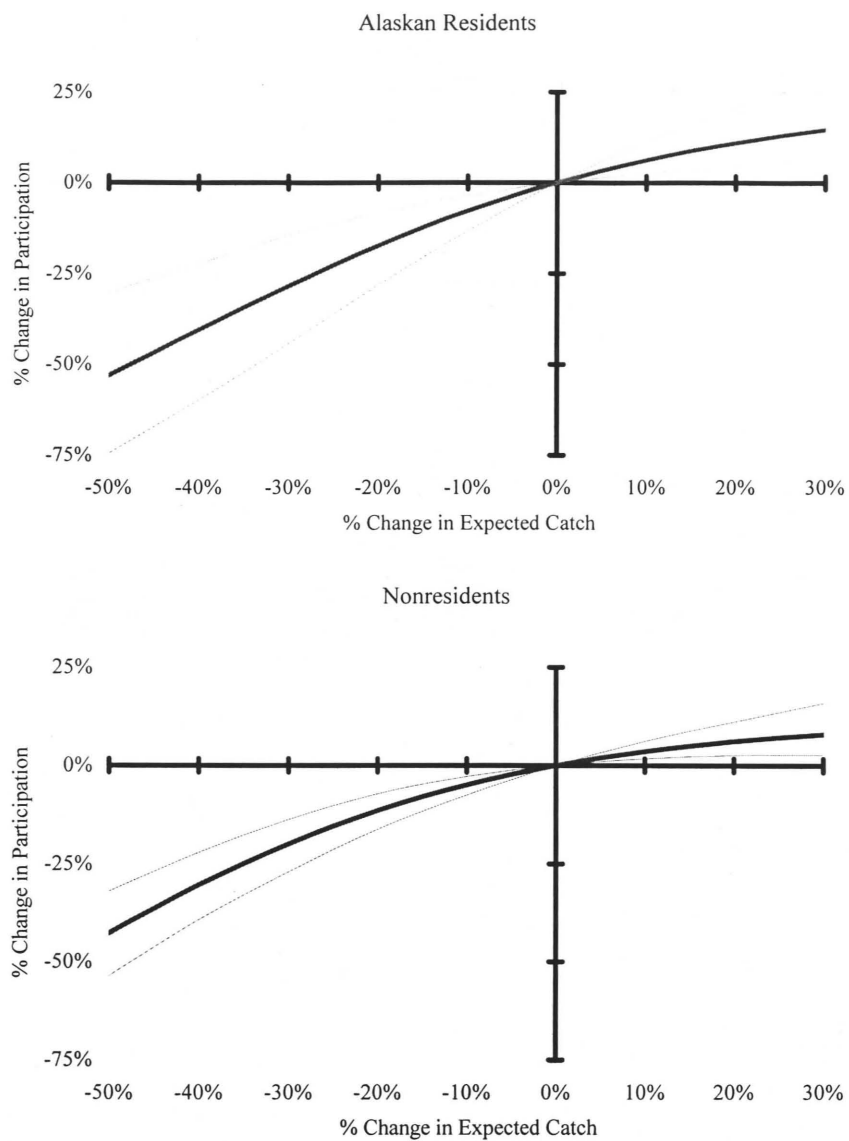 Alaskan Residents
25%
0%
-25%
-50%
-75%
% Change in Participation
-50% -40% -30% -20% -10% 0% 10% 20% 30%
% Change in Expected Catch
Nonresidents
25%
0%
-25%
-50%
-75%
% Change in Participation
-50% -40% -30% -20% -10% 0% 10% 20% 30%
% Change in Expected Catch